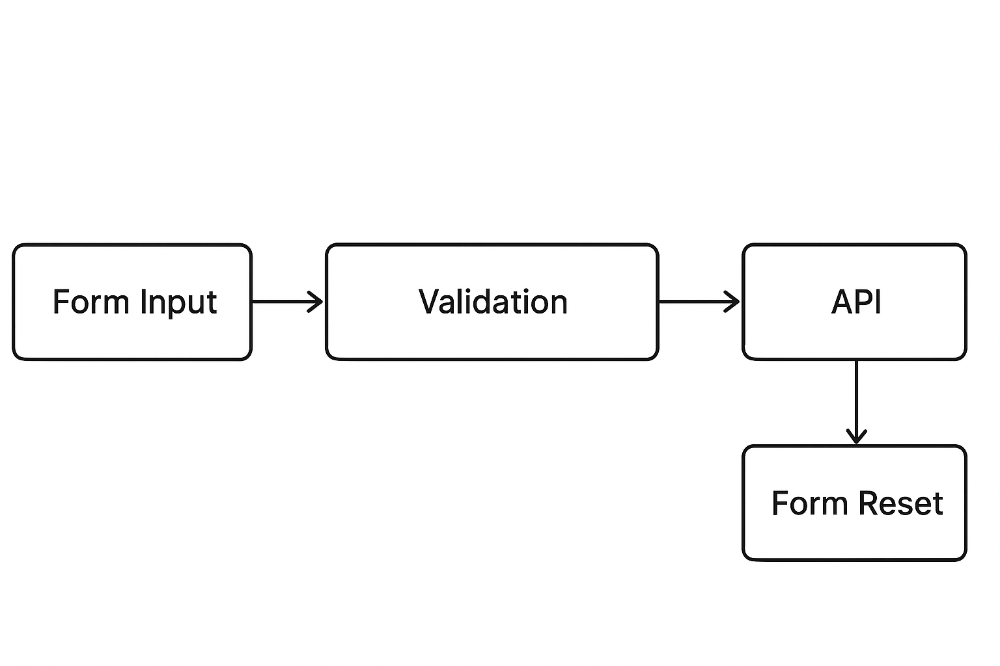 Form Input
Validation
API
Form Reset